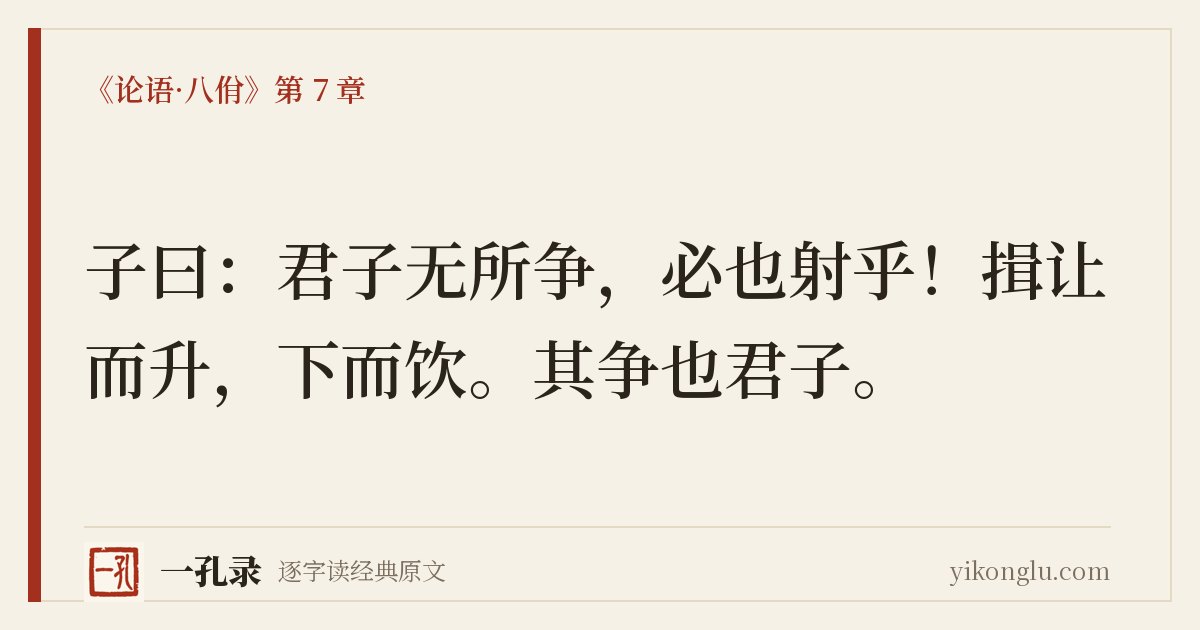 《论语·八佾》第 7 章
子曰：君子无所争，必也射乎！揖让
而升，下而饮。其争也君子。
一孔
一孔录 逐字读经典原文 yikonglu.com